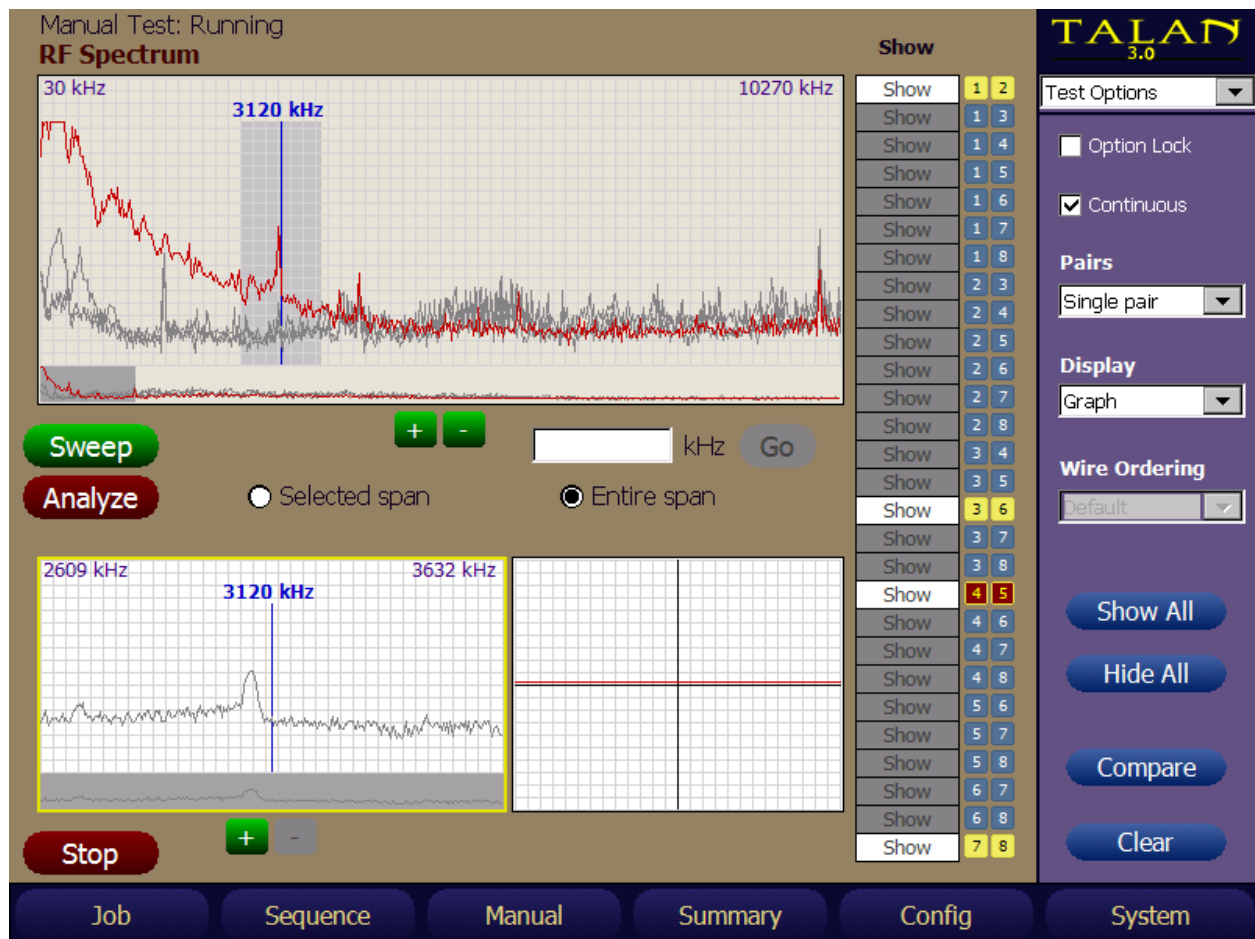 Manual Test: Running
RF Spectrum
30 kHz
10270 kHz
3120 kHz
Sweep
+ -
kHz Go
Analyze
Selected span
Entire span
2609 kHz
3632 kHz
3120 kHz
Stop
+ -
Show
Show 1 2
Show 1 3
Show 1 4
Show 1 5
Show 1 6
Show 1 7
Show 1 8
Show 2 3
Show 2 4
Show 2 5
Show 2 6
Show 2 7
Show 2 8
Show 3 4
Show 3 5
Show 3 6
Show 3 7
Show 3 8
Show 4 5
Show 4 6
Show 4 7
Show 4 8
Show 5 6
Show 5 7
Show 5 8
Show 6 7
Show 6 8
Show 7 8
TALAN
3.0
Test Options
Option Lock
Continuous
Pairs
Single pair
Display
Graph
Wire Ordering
Default
Show All
Hide All
Compare
Clear
Job Sequence Manual Summary Config System